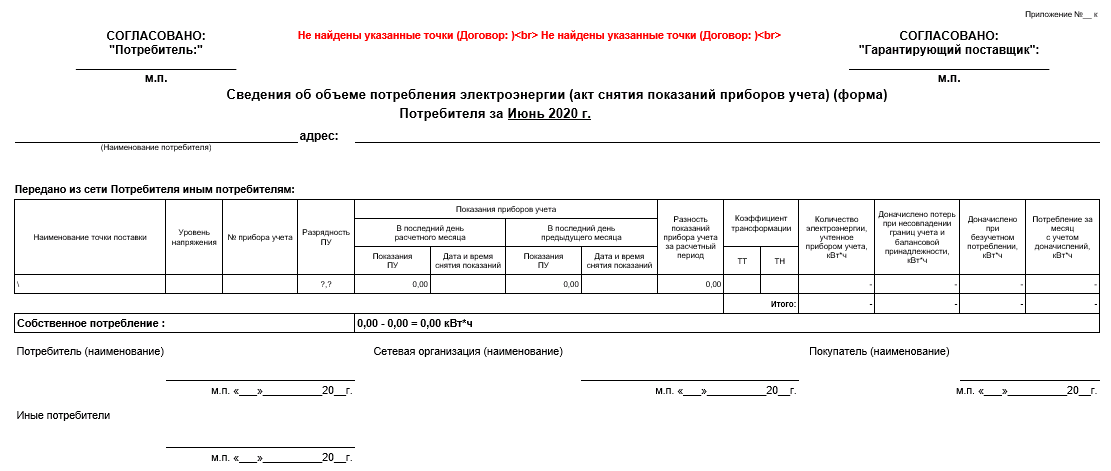 Приложение №__ к
СОГЛАСОВАНО:
"Потребитель:"
м.п.
Не найдены указанные точки (Договор: )<br> Не найдены указанные точки (Договор: )<br>
СОГЛАСОВАНО:
"Гарантирующий поставщик":
м.п.
Сведения об объеме потребления электроэнергии (акт снятия показаний приборов учета) (форма)
Потребителя за Июнь 2020 г.
адрес:
(Наименование потребителя)
Передано из сети Потребителя иным потребителям:
Наименование точки поставки
Уровень
напряжения
№ прибора учета
Разрядность
ПУ
Показания приборов учета
В последний день
расчетного месяца
В последний день
предыдущего месяца
Показания
ПУ
Дата и время
снятия показаний
Показания
ПУ
Дата и время
снятия показаний
Разность
показаний
прибора учета
за расчетный
период
Коэффициент
трансформации
ТТ
ТН
Количество
электроэнергии,
учтенное
прибором учета,
кВт*ч
Доначислено потерь
при несовпадении
границ учета и
балансовой
принадлежности,
кВт*ч
Доначислено
при
безучетном
потреблении,
кВт*ч
Потребление за
месяц
с учетом
доначислений,
кВт*ч
\ ?,? 0,00 0,00 0,00 - - - -
Итого: - - - -
Собственное потребление : 0,00 - 0,00 = 0,00 кВт*ч
Потребитель (наименование) Сетевая организация (наименование) Покупатель (наименование)
м.п. «___»__________20__г. м.п. «___»__________20__г. м.п. «___»__________20__г.
Иные потребители
м.п. «___»__________20__г.